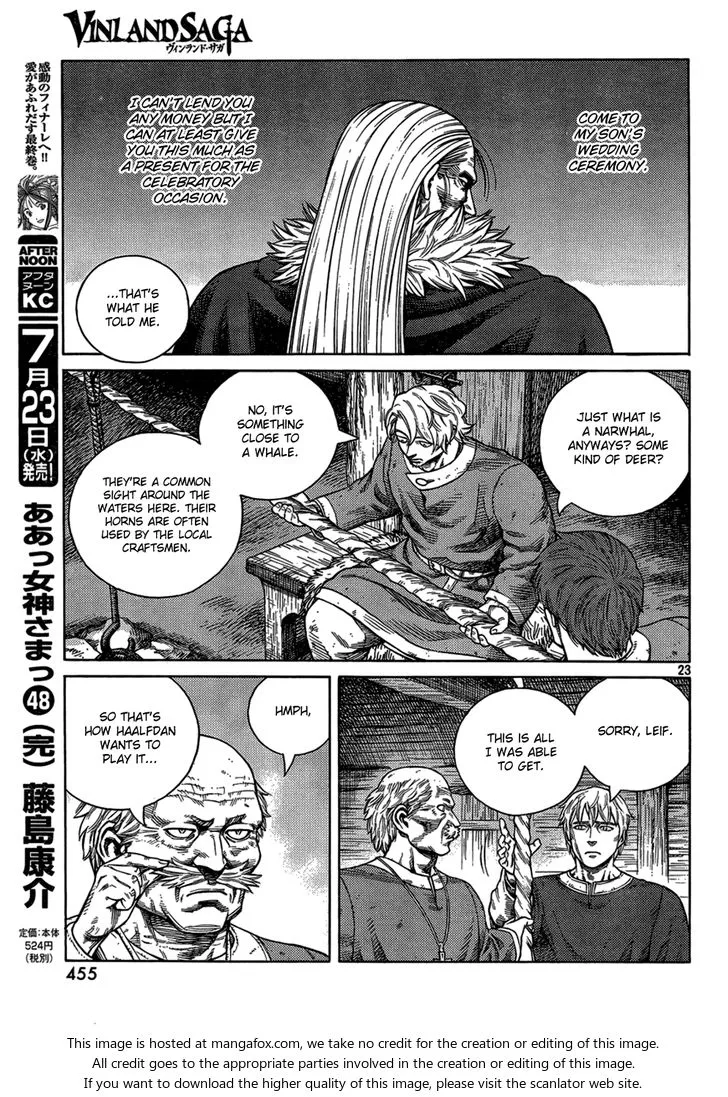 VINLAND SAGA
ヴィンランド・サガ
感動のフィナーレへ!!
愛があふれだす最終巻。
AFTER
NOON
アフタ
ヌーン
KC
7月23日(水)発売!
ああっ女神さまっ48(完) 藤島康介
定価:本体
524円
(税別)
I CAN'T LEND YOU
ANY MONEY BUT I
CAN AT LEAST GIVE
YOU THIS MUCH AS
A PRESENT FOR THE
CELEBRATORY
OCCASION.
COME TO
MY SON'S
WEDDING
CEREMONY.
...THAT'S
WHAT HE
TOLD ME.
JUST WHAT IS
A NARWHAL,
ANYWAYS? SOME
KIND OF DEER?
NO, IT'S
SOMETHING
CLOSE TO
A WHALE.
THEY'RE A COMMON
SIGHT AROUND THE
WATERS HERE. THEIR
HORNS ARE OFTEN
USED BY THE LOCAL
CRAFTSMEN.
23
HMPH,
SO THAT'S
HOW HAALFDAN
WANTS TO
PLAY IT...
SORRY, LEIF.
THIS IS ALL
I WAS ABLE
TO GET.
455
This image is hosted at mangafox.com, we take no credit for the creation or editing of this image.
All credit goes to the appropriate parties involved in the creation or editing of this image.
If you want to download the higher quality of this image, please visit the scanlator web site.